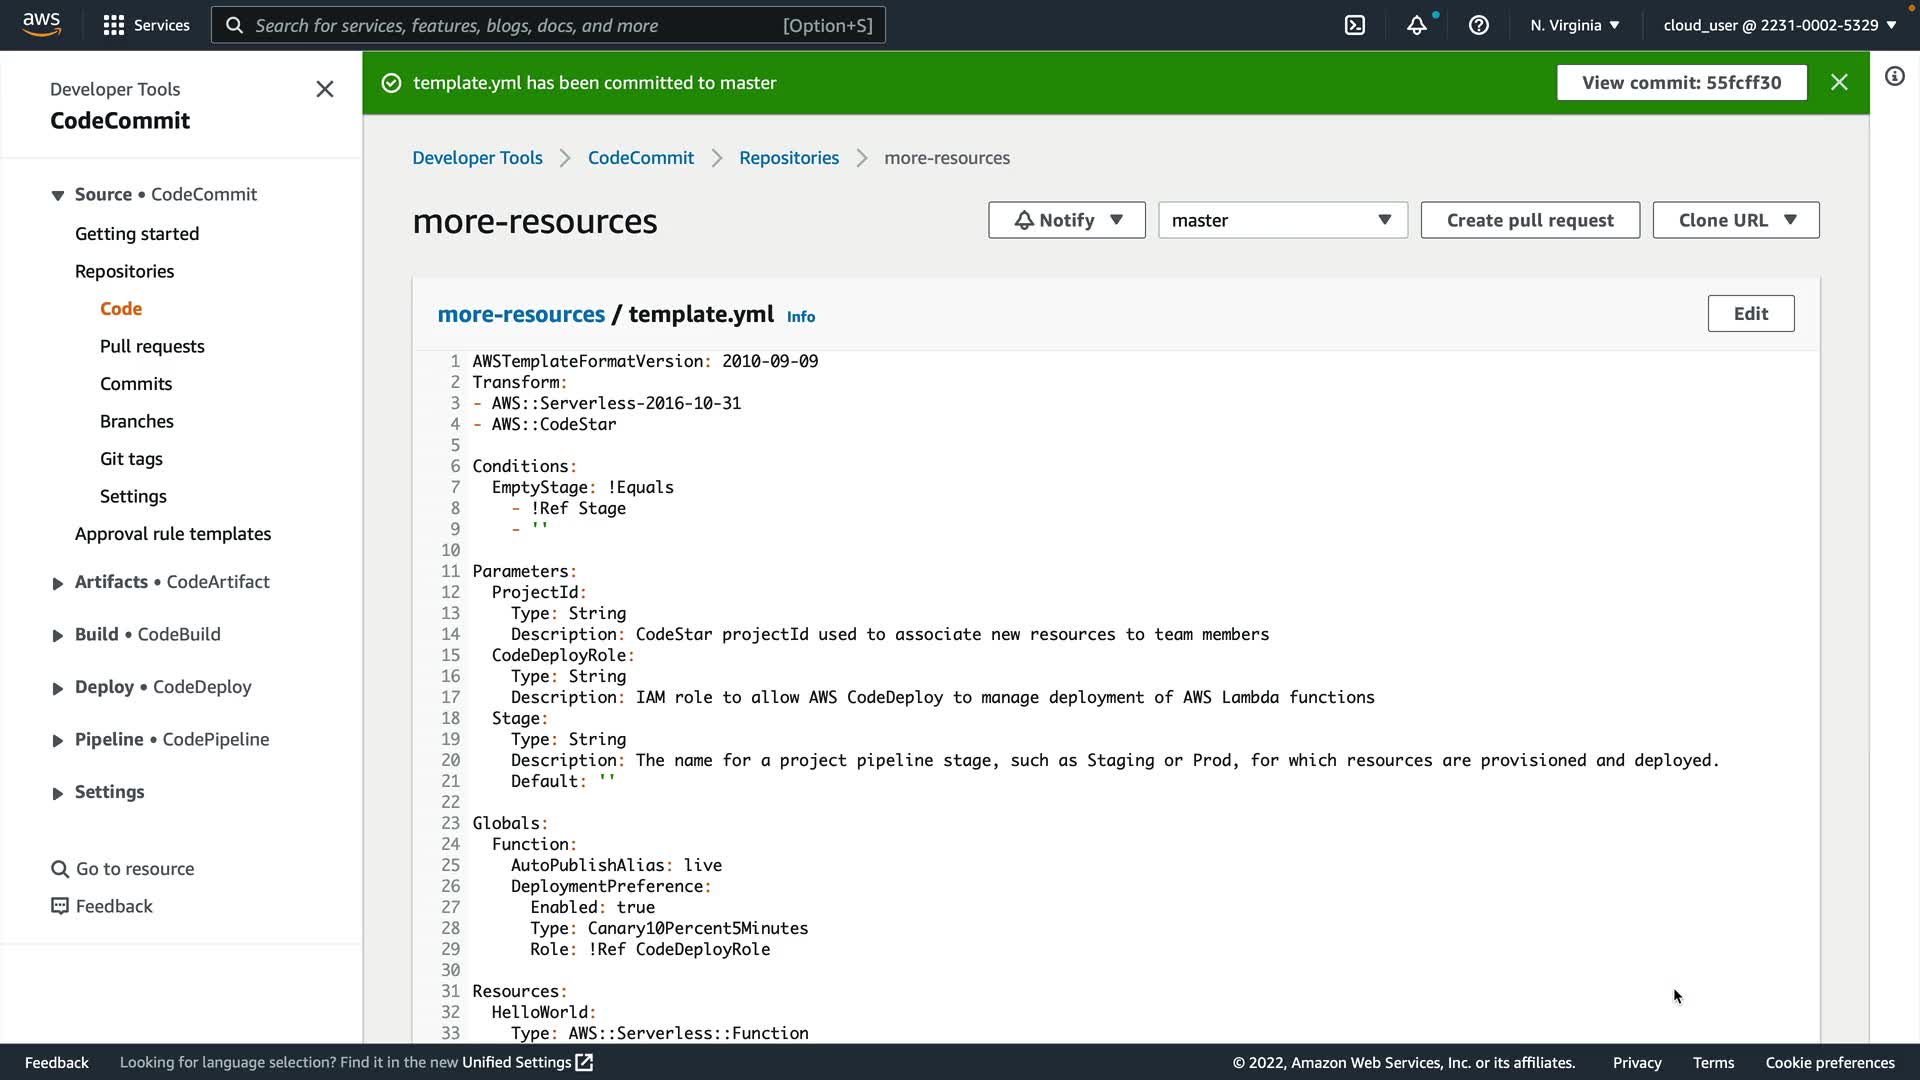 aws Services Search for services, features, blogs, docs, and more [Option+S] N. Virginia cloud_user @ 2231-0002-5329
Developer Tools
CodeCommit
Source • CodeCommit
Getting started
Repositories
Code
Pull requests
Commits
Branches
Git tags
Settings
Approval rule templates
Artifacts • CodeArtifact
Build • CodeBuild
Deploy • CodeDeploy
Pipeline • CodePipeline
Settings
Go to resource
Feedback
template.yml has been committed to master View commit: 55fcff30
Developer Tools CodeCommit Repositories more-resources
more-resources Notify master Create pull request Clone URL
more-resources / template.yml Info Edit
1 AWSTemplateFormatVersion: 2010-09-09
2 Transform:
3 - AWS::Serverless-2016-10-31
4 - AWS::CodeStar
5
6 Conditions:
7 EmptyStage: !Equals
8 - !Ref Stage
9 - ''
10
11 Parameters:
12 ProjectId:
13 Type: String
14 Description: CodeStar projectId used to associate new resources to team members
15 CodeDeployRole:
16 Type: String
17 Description: IAM role to allow AWS CodeDeploy to manage deployment of AWS Lambda functions
18 Stage:
19 Type: String
20 Description: The name for a project pipeline stage, such as Staging or Prod, for which resources are provisioned and deployed.
21 Default: ''
22
23 Globals:
24 Function:
25 AutoPublishAlias: live
26 DeploymentPreference:
27 Enabled: true
28 Type: Canary10Percent5Minutes
29 Role: !Ref CodeDeployRole
30
31 Resources:
32 HelloWorld:
33 Type: AWS::Serverless::Function
Feedback Looking for language selection? Find it in the new Unified Settings © 2022, Amazon Web Services, Inc. or its affiliates. Privacy Terms Cookie preferences